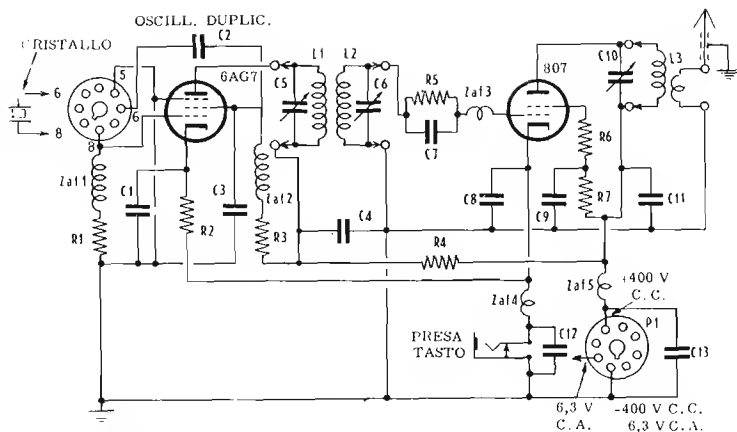 OSCILL. DUPLIC.
C2
CRISTALLO
6
8
5
6
8
6AG7
L1
L2
C5
C6
R5
C7
Zaf3
807
C10
L3
R6
R7
Zaf1
C1
C3
Zaf2
R1
R2
R3
C4
R4
C8
C9
C11
Zaf4
Zaf5
+400 V
C.C.
P1
PRESA
TASTO
C12
C13
6,3 V
C.A.
-400 V C.C.
6,3 V C.A.